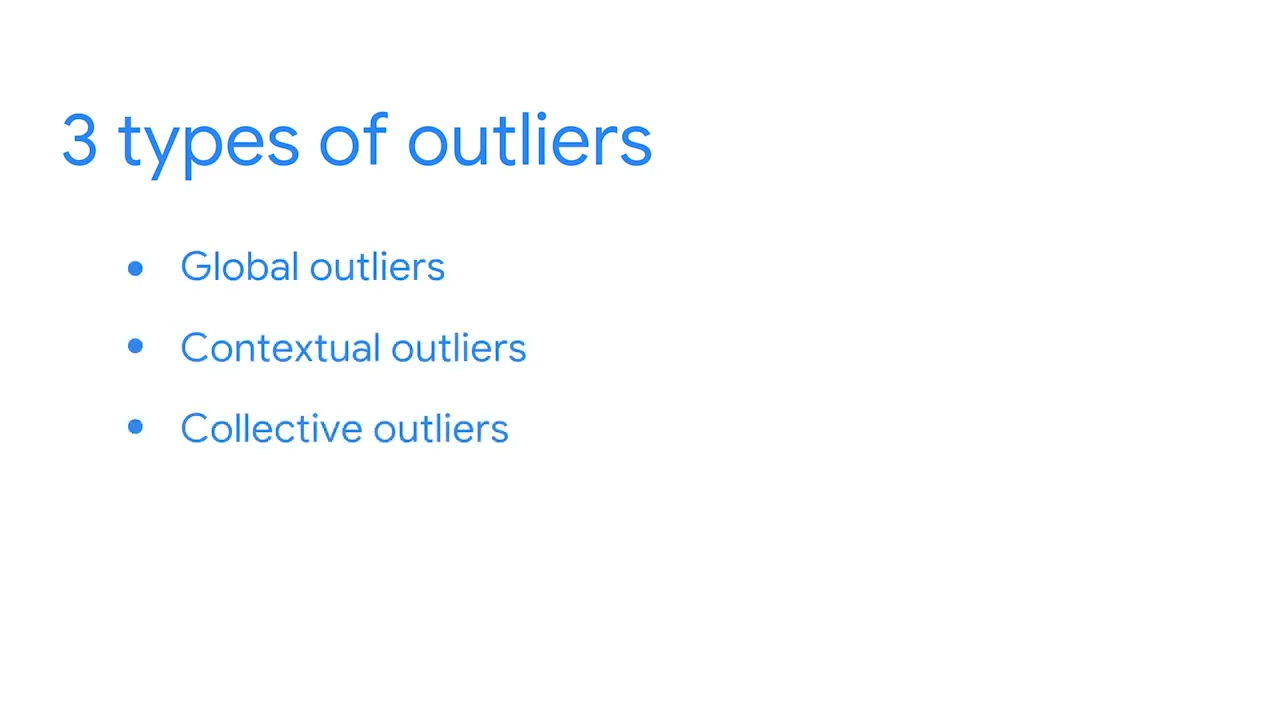 3 types of outliers
• Global outliers
• Contextual outliers
• Collective outliers